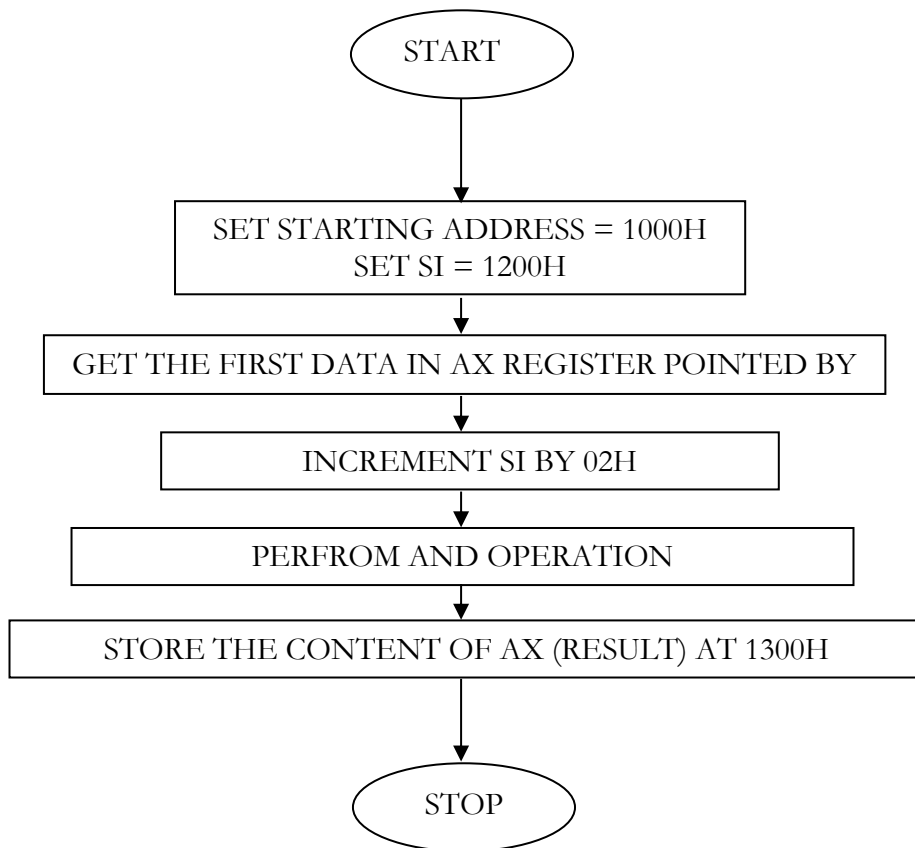 START
SET STARTING ADDRESS = 1000H
SET SI = 1200H
GET THE FIRST DATA IN AX REGISTER POINTED BY
INCREMENT SI BY 02H
PERFROM AND OPERATION
STORE THE CONTENT OF AX (RESULT) AT 1300H
STOP